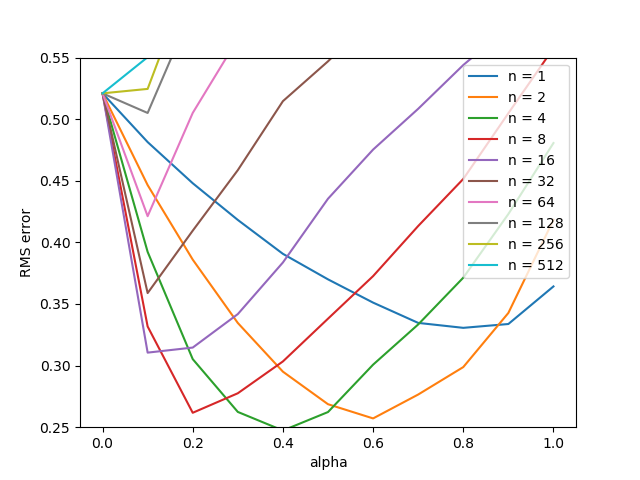 0.55
0.50
0.45
0.40
0.35
0.30
0.25
RMS error
0.0
0.2
0.4
0.6
0.8
1.0
alpha
n = 1
n = 2
n = 4
n = 8
n = 16
n = 32
n = 64
n = 128
n = 256
n = 512